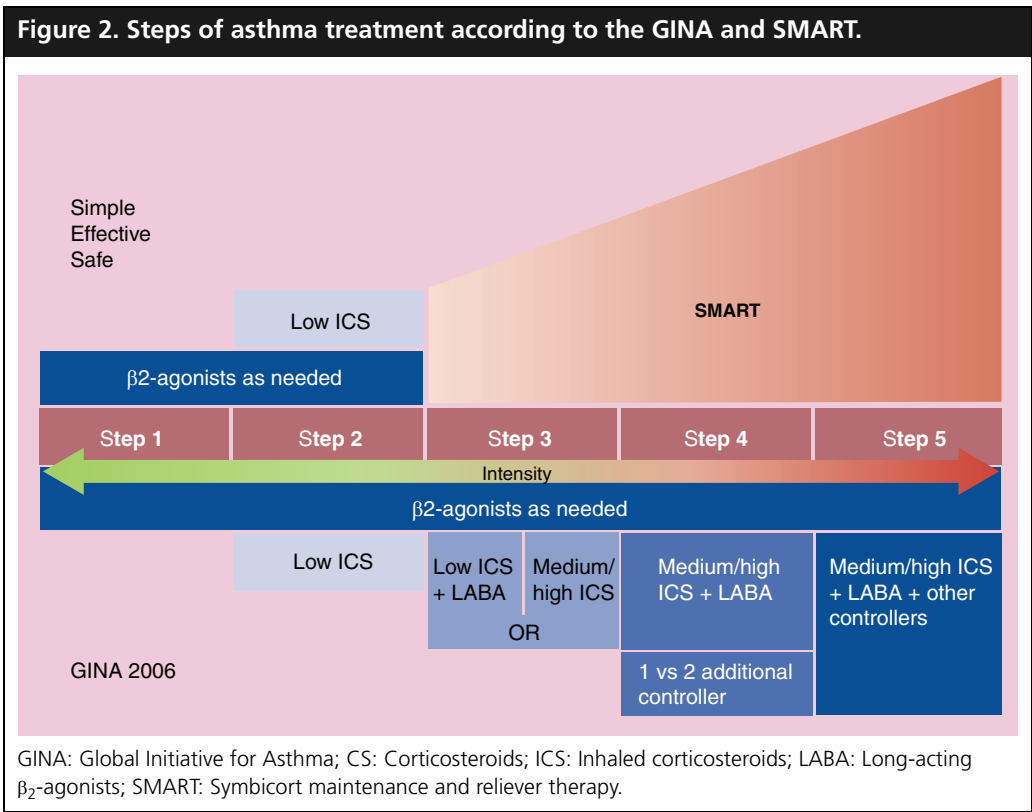 Figure 2. Steps of asthma treatment according to the GINA and SMART.
Simple
Effective
Safe
Low ICS
SMART
β2-agonists as needed
Step 1
Step 2
Step 3
Step 4
Step 5
Intensity
β2-agonists as needed
Low ICS
Low ICS
+ LABA
Medium/
high ICS
OR
Medium/high
ICS + LABA
1 vs 2 additional
controller
Medium/high ICS
+ LABA + other
controllers
GINA 2006
GINA: Global Initiative for Asthma; CS: Corticosteroids; ICS: Inhaled corticosteroids; LABA: Long-acting
β₂-agonists; SMART: Symbicort maintenance and reliever therapy.